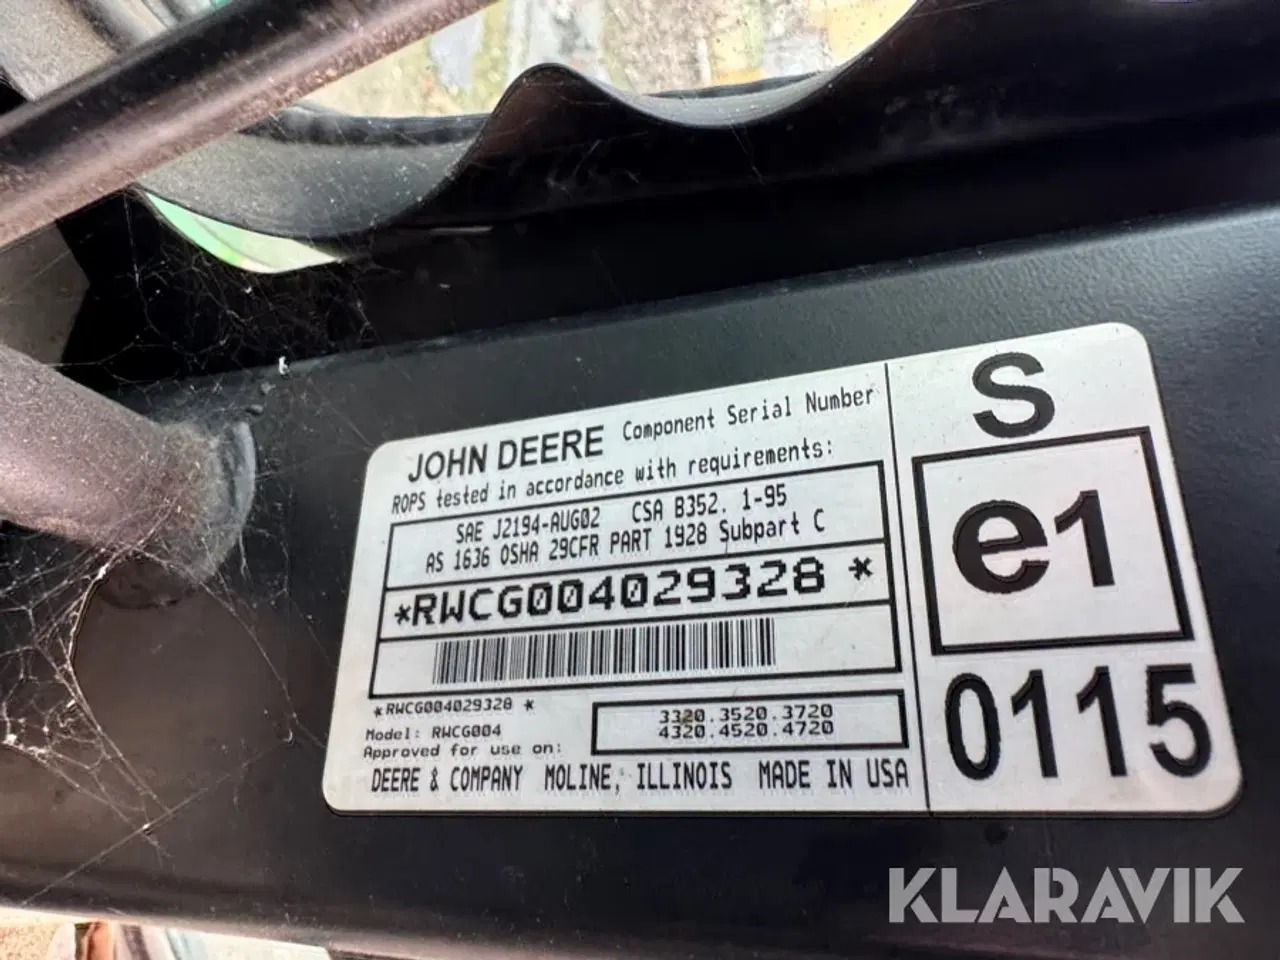 JOHN DEERE Component Serial Number
ROPS tested in accordance with requirements:
SAE J2194-AUG02 CSA B352. 1-95
AS 1636 OSHA 29CFR PART 1928 Subpart C
*RWCG004029328 *
*RWCG004029328 *
Model: RWCG004
Approved for use on:
3320.3520.3720
4320.4520.4720
DEERE & COMPANY MOLINE, ILLINOIS MADE IN USA
S
e1
0115
KLARAVIK